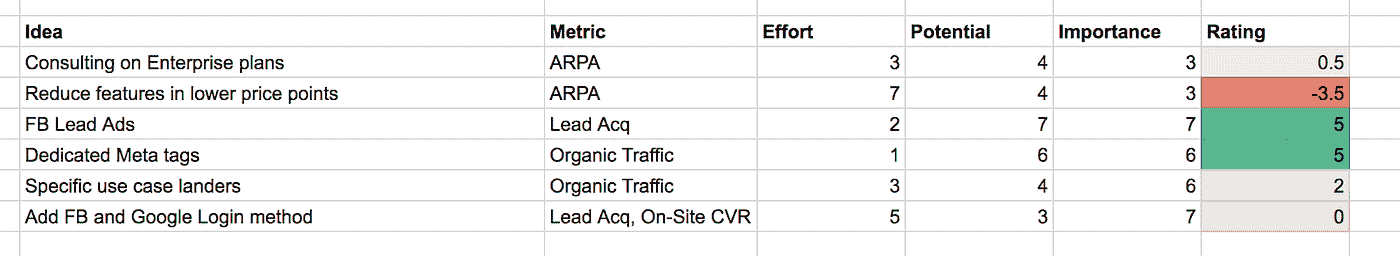 Idea Metric Effort Potential Importance Rating
Consulting on Enterprise plans ARPA 3 4 3 0.5
Reduce features in lower price points ARPA 7 4 3 -3.5
FB Lead Ads Lead Acq 2 7 7 5
Dedicated Meta tags Organic Traffic 1 6 6 5
Specific use case landers Organic Traffic 3 4 6 2
Add FB and Google Login method Lead Acq, On-Site CVR 5 3 7 0